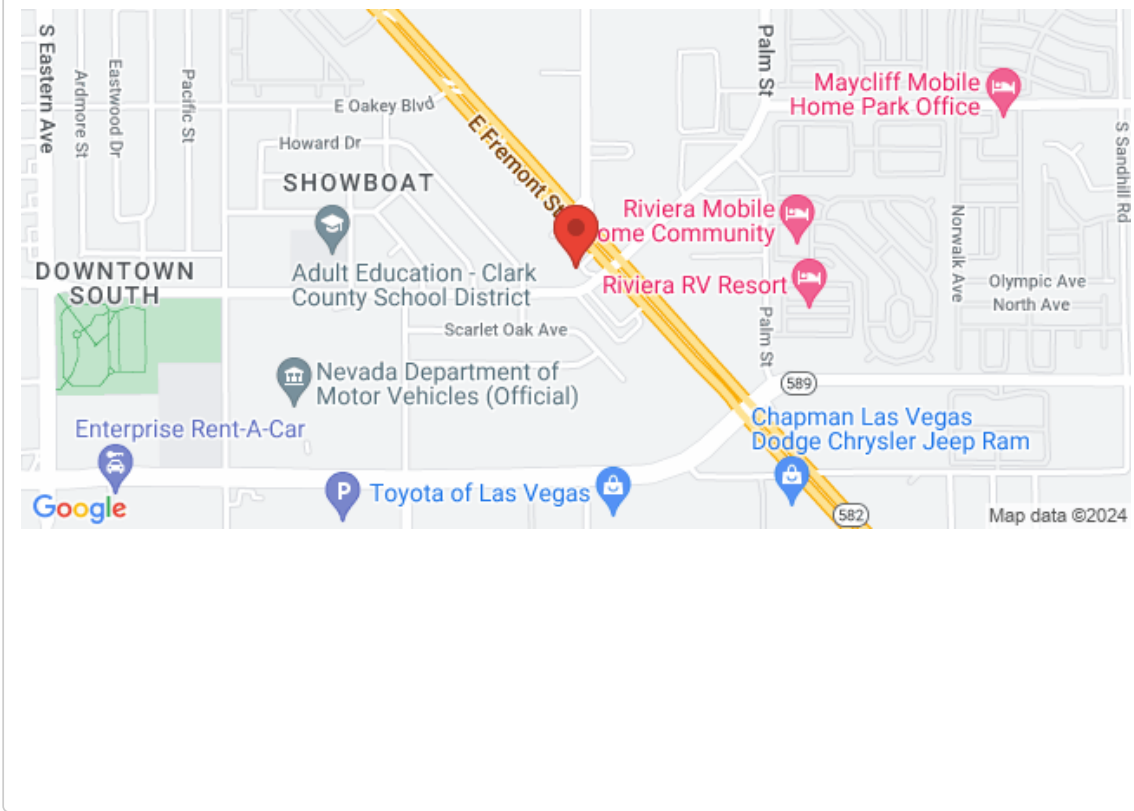 S Eastern Ave
Ardmore St
Eastwood Dr
Pacific St
E Oakey Blvd
Howard Dr
SHOWBOAT
E Fremont St
Palm St
Maycliff Mobile
Home Park Office
S Sandhill Rd
Riviera Mobile
ome Community
Riviera RV Resort
Norwalk Ave
Olympic Ave
North Ave
DOWNTOWN
SOUTH
Adult Education - Clark
County School District
Scarlet Oak Ave
Palm St
Nevada Department of
Motor Vehicles (Official)
589
Enterprise Rent-A-Car
Chapman Las Vegas
Dodge Chrysler Jeep Ram
P
Toyota of Las Vegas
582
Google
Map data ©2024